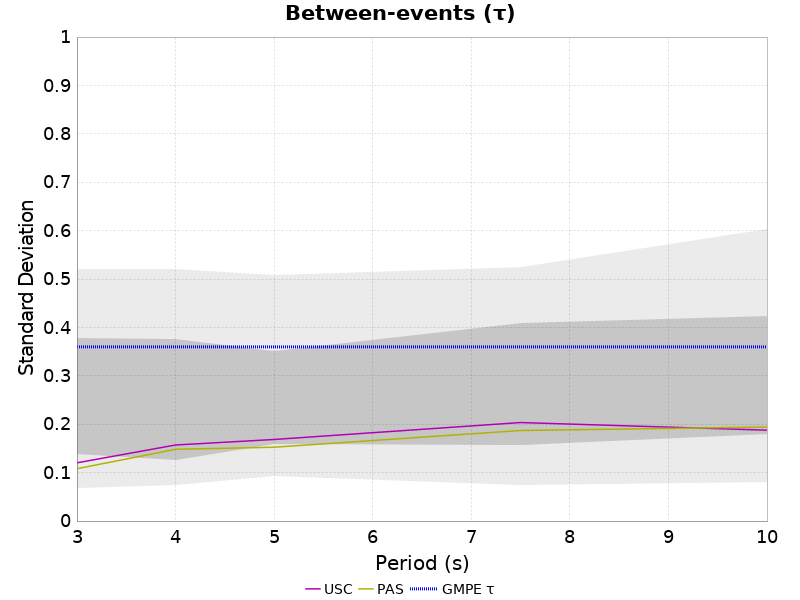 Between-events (τ)
1
0.9
0.8
0.7
0.6
0.5
0.4
0.3
0.2
0.1
0
Standard Deviation
3 4 5 6 7 8 9 10
Period (s)
USC PAS GMPE τ